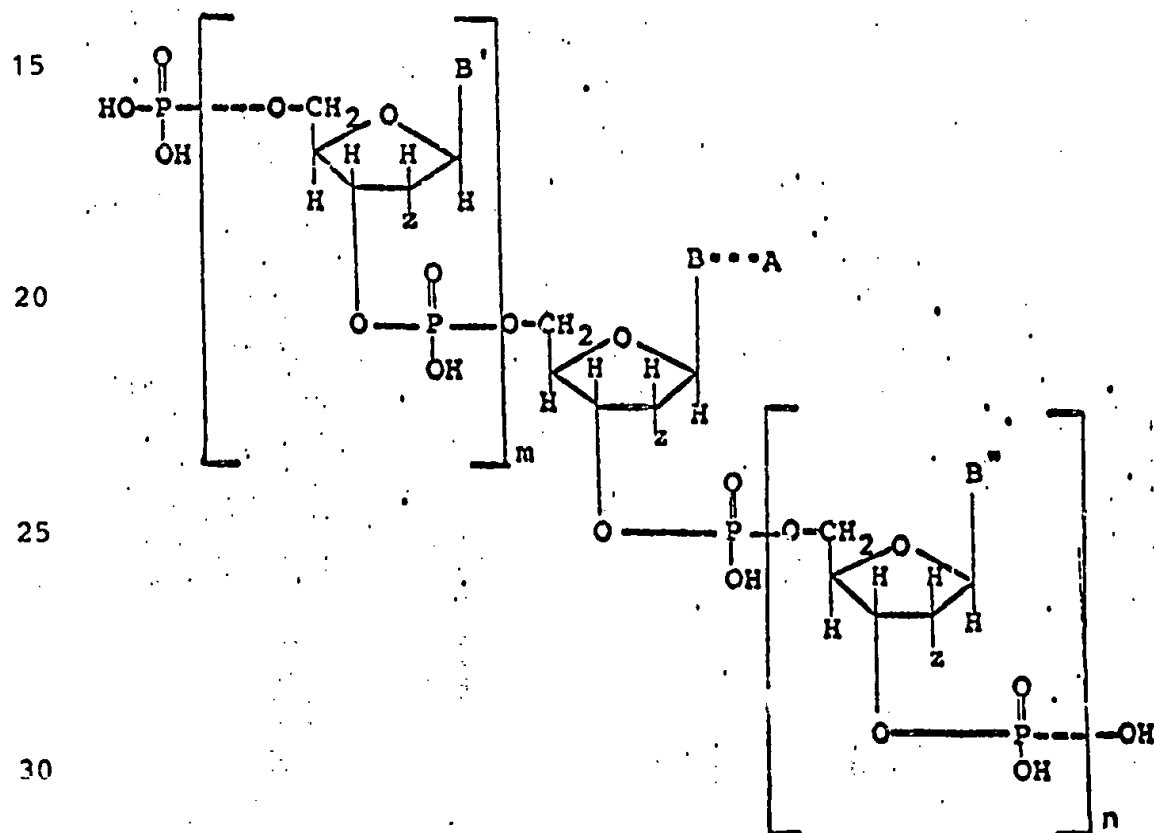 15
O B'
HO-P----O-CH2 O
OH H H
H z H
20
O B•••A
O P O-CH2 O
OH H H
H z H
m
B"
25
O
O P O-CH2 O
OH H H
H z H
O
O P----OH
30
OH
n